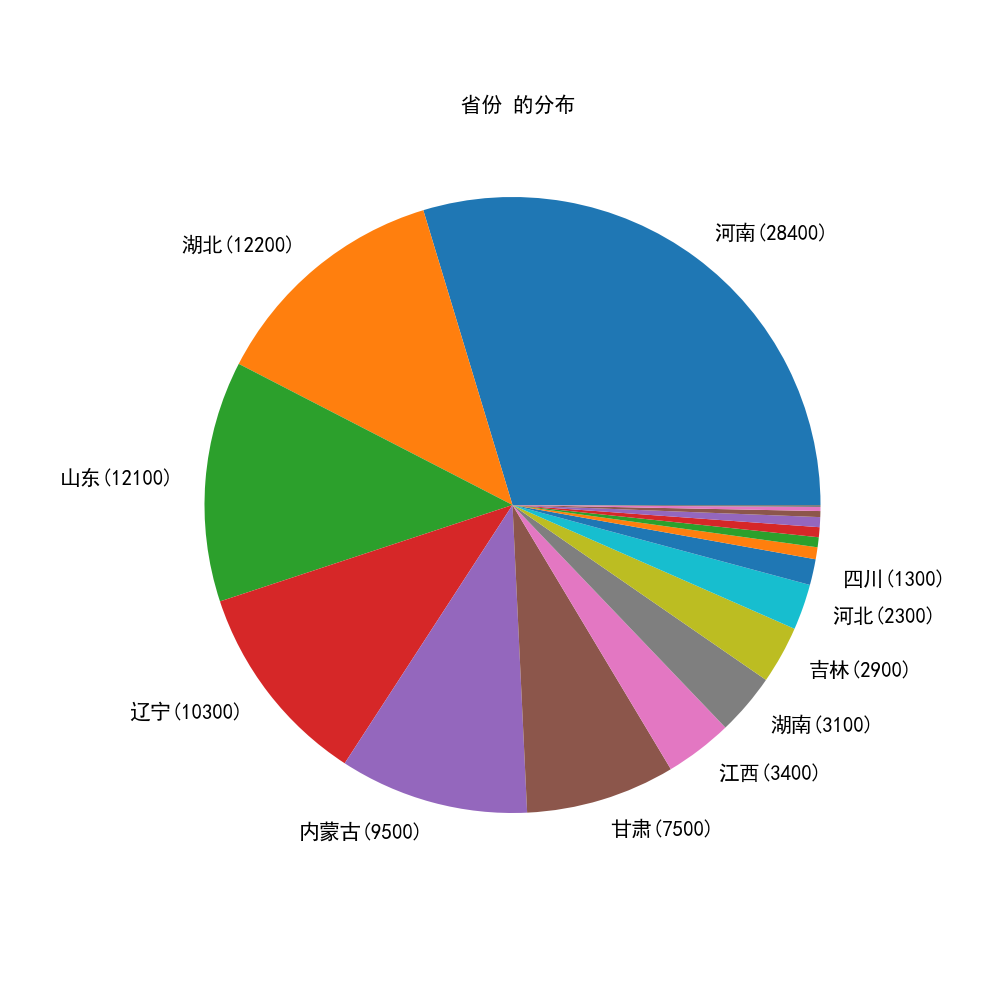 省份 的分布
河南(28400)
湖北(12200)
山东(12100)
辽宁(10300)
内蒙古(9500)
甘肃(7500)
江西(3400)
湖南(3100)
吉林(2900)
河北(2300)
四川(1300)